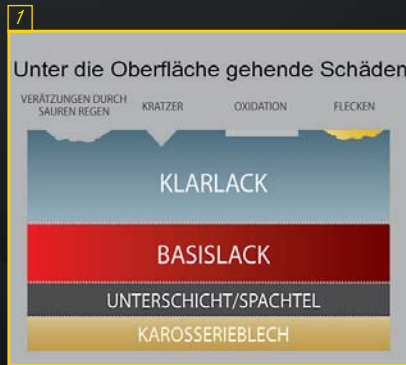 1
Unter die Oberfläche gehende Schäden
VERÄTZUNGEN DURCH
SAUREN REGEN
KRATZER
OXIDATION
FLECKEN
KLARLACK
BASISLACK
UNTERSCHICHT/SPACHTEL
KAROSSERIEBLECH